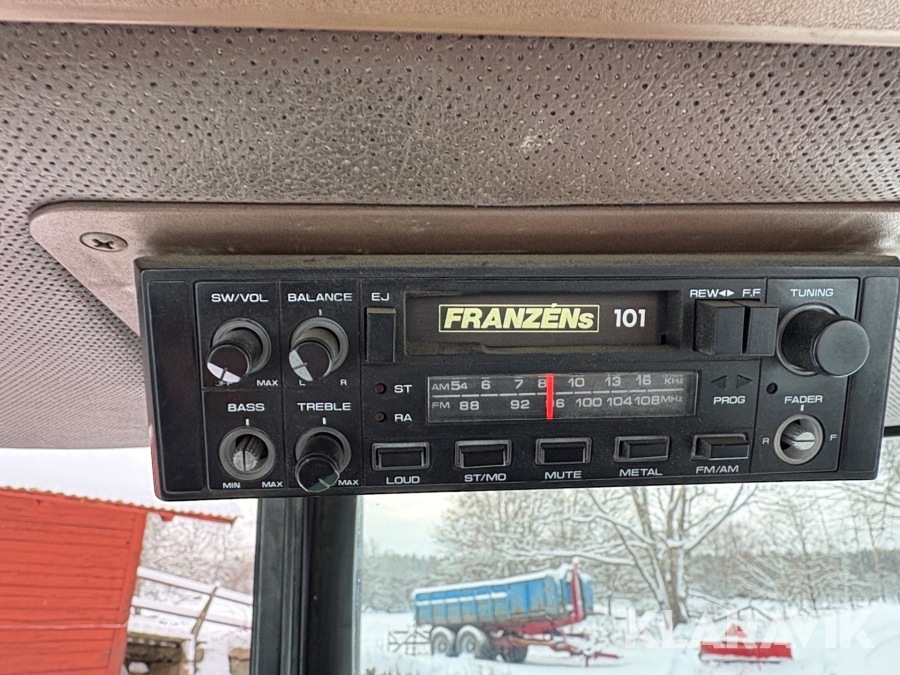 SW/VOL BALANCE EJ REW F.F TUNING
FRANZÉNs 101
OFF MAX L R
ST
AM 54 6 7 8 10 13 16 KHz
FM 88 92 96 100 104 108 MHz
RA
PROG
BASS TREBLE FADER
R F
MIN MAX MAX
LOUD ST/MO MUTE METAL FM/AM
KLARAVIK